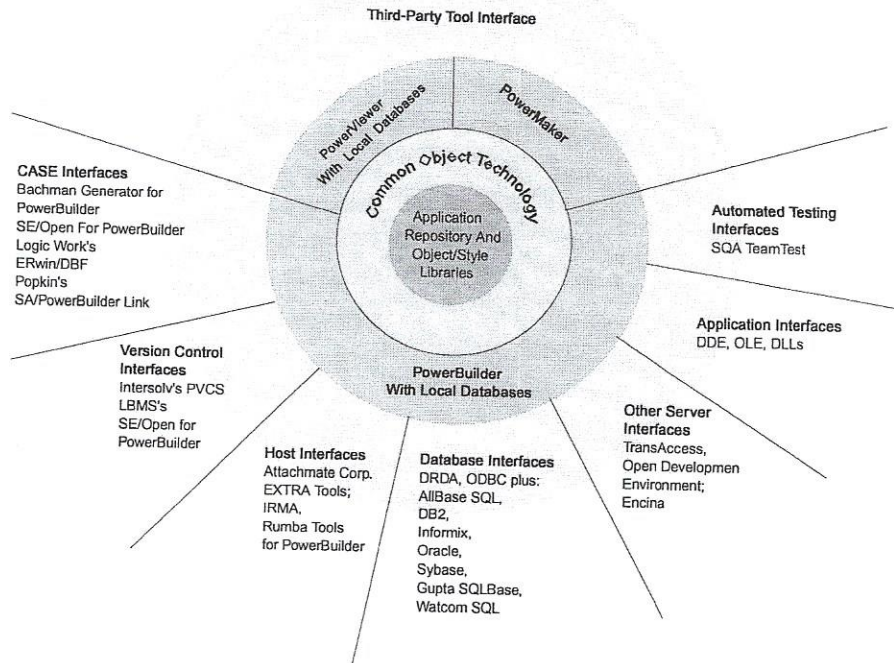 Third-Party Tool Interface
PowerViewer
With Local Databases
PowerMaker
Common Object Technology
Application
Repository And
Object/Style
Libraries
PowerBuilder
With Local Databases
CASE Interfaces
Bachman Generator for
PowerBuilder
SE/Open For PowerBuilder
Logic Work's
ERwin/DBF
Popkin's
SA/PowerBuilder Link
Version Control
Interfaces
Intersolv's PVCS
LBMS's
SE/Open for
PowerBuilder
Host Interfaces
Attachmate Corp.
EXTRA Tools;
IRMA,
Rumba Tools
for PowerBuilder
Database Interfaces
DRDA, ODBC plus:
AllBase SQL,
DB2,
Informix,
Oracle,
Sybase,
Gupta SQLBase,
Watcom SQL
Other Server
Interfaces
TransAccess,
Open Developmen
Environment;
Encina
Application Interfaces
DDE, OLE, DLLs
Automated Testing
Interfaces
SQA TeamTest